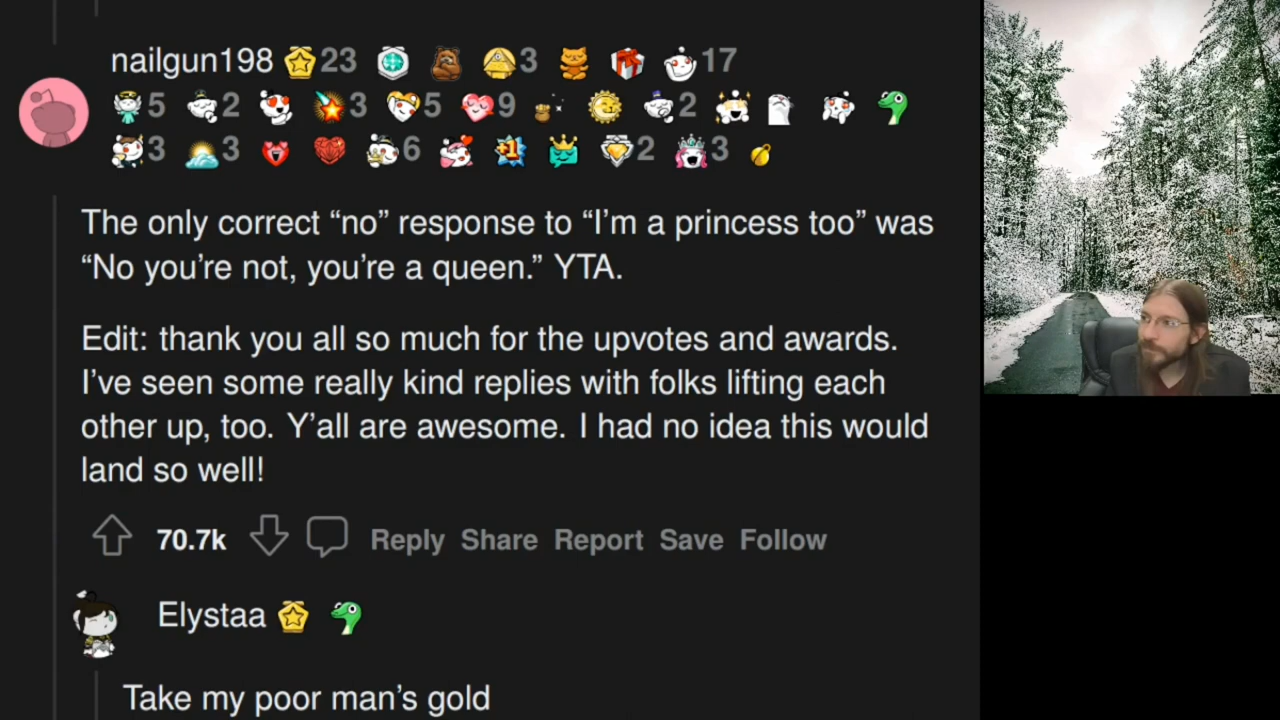 nailgun198 23 3 17
5 2 3 5 9 2
3 3 6 +1 2 3
The only correct “no” response to “I’m a princess too” was
“No you’re not, you’re a queen.” YTA.
Edit: thank you all so much for the upvotes and awards.
I’ve seen some really kind replies with folks lifting each
other up, too. Y’all are awesome. I had no idea this would
land so well!
70.7k Reply Share Report Save Follow
Elystaa
Take my poor man’s gold